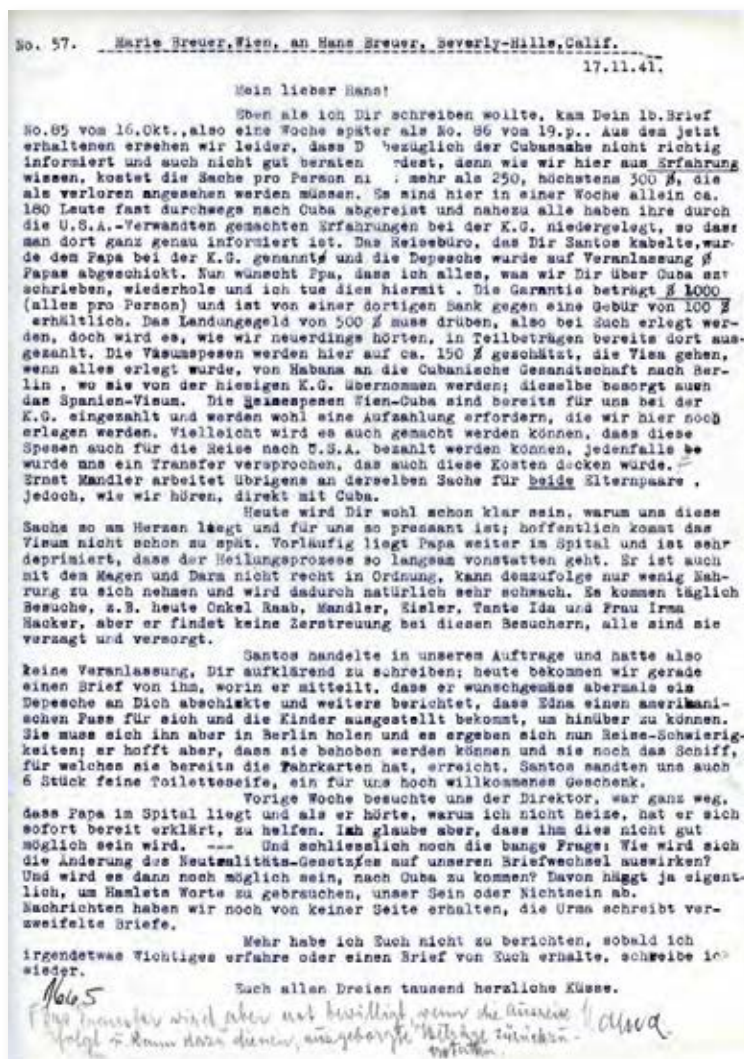 No. 57. Marie Breuer,Wien, an Hans Breuer, Beverly-Hills,Calif.
17.11.41.
Mein lieber Hans!
Eben als ich Dir schreiben wollte, kam Dein lb.Brief
No.85 vom 16.Okt.,also eine Woche später als No. 86 vom 19.p.. Aus dem jetzt
erhaltenen ersehen wir leider, dass D bezüglich der Cubasache nicht richtig
informiert und auch nicht gut beraten rdest, denn wie wir hier aus Erfahrung
wissen, kostet die Sache pro Person ni mehr als 250, höchstens 300 $, die
als verloren angesehen werden müssen. Es sind hier in einer Woche allein ca.
180 Leute fast durchwegs nach Cuba abgereist und nahezu alle haben ihre durch
die U.S.A.-Verwandten gemachten Erfahrungen bei der K.G. niedergelegt, so dass
man dort ganz genau informiert ist. Das Reisebüro, das Dir Santos kabelte,wur-
de dem Papa bei der K.G. genannt und die Depesche wurde auf Veranlassung
Papas abgeschickt. Nun wünscht Ppa, dass ich alles, was wir Dir über Cuba
schrieben, wiederhole und ich tue dies hiermit . Die Garantie beträgt $ 1000
(alles pro Person) und ist von einer dortigen Bank gegen eine Gebür von 100 $
erhältlich. Das Landungsgeld von 500 $ muss drüben, also bei Euch erlegt wer-
den, doch wird es, wie wir neuerdings hörten, in Teilbeträgen bereits dort aus-
gezahlt. Die Visumspesen werden hier auf ca. 150 $ geschätzt, die Visa gehen,
wenn alles erlegt wurde, von Habana an die Cubanische Gesandtschaft nach Ber-
lin , wo sie von der hiesigen K.G. übernommen werden; dieselbe besorgt auch
das Spanien-Visum. Die Reisespesen Wien-Cuba sind bereits für uns bei der
K.G. eingezahlt und werden wohl eine Aufzahlung erfordern, die wir hier noch
erlegen werden. Vielleicht wird es auch gemacht werden können, dass diese
Spesen auch für die Reise nach U.S.A. bezahlt werden können, jedenfalls
wurde uns ein Transfer versprochen, das auch diese Kosten decken würde.
Ernst Mandler arbeitet übrigens an derselben Sache für beide Elternpaare ,
jedoch, wie wir hören, direkt mit Cuba.
Heute wird Dir wohl schon klar sein, warum uns diese
Sache so am Herzen liegt und für uns so pressant ist; hoffentlich kommt das
Visum nicht schon zu spät. Vorläufig liegt Papa weiter im Spital und ist sehr
deprimiert, dass der Heilungsprozess so langsam vonstatten geht. Er ist auch
mit dem Magen und Darm nicht recht in Ordnung, kann demzufolge nur wenig Nah-
rung zu sich nehmen und wird dadurch natürlich sehr schwach. Es kommen täglich
Besuche, z.B. heute Onkel Raab, Mandler, Eisler, Tante Ida und Frau Irma
Hacker, aber er findet keine Zerstreuung bei diesen Besuchern, alle sind sie
verzagt und versorgt.
Santos handelte in unserem Auftrage und hatte also
keine Veranlassung, Dir aufklärend zu schreiben; heute bekommen wir gerade
einen Brief von ihm, worin er mitteilt, dass er wunschgemäss abermals ein
Depesche an Dich abschickte und weiters berichtet, dass Edna einen amerikani-
schen Pass für sich und die Kinder ausgestellt bekommt, um hinüber zu können.
Sie muss sich ihn aber in Berlin holen und es ergeben sich nun Reise-Schwierig-
keiten; er hofft aber, dass sie behoben werden können und sie noch das Schiff,
für welches sie bereits die Fahrkarten hat, erreicht. Santos sandten uns auch
6 Stück feine Toiletteseife, ein für uns hoch willkommenes Geschenk.
Vorige Woche besuchte uns der Direktor, war ganz weg,
dass Papa im Spital liegt und als er hörte, warum ich nicht heize, hat er sich
sofort bereit erklärt, zu helfen. Ich glaube aber, dass ihm dies nicht gut
möglich sein wird. --- Und schliesslich noch die bange Frage: Wie wird sich
die Änderung des Neutralitäts-Gesetzes auf unseren Briefwechsel auswirken?
Und wird es dann noch möglich sein, nach Cuba zu kommen? Davon hängt ja eigent-
lich, um Hamlets Worte zu gebrauchen, unser Sein oder Nichtsein ab.
Nachrichten haben wir noch von keiner Seite erhalten, die Urma schreibt ver-
zweifelte Briefe.
Mehr habe ich Euch nicht zu berichten, sobald ich
irgendetwas Wichtiges erfahre oder einen Brief von Euch erhalte, schreibe ich
wieder.
Euch allen Dreien tausend herzliche Küsse.
1665
Transfer wird aber erst bewilligt, wenn die Ausreise
folgt u. kann dazu dienen, ausgeborgte Beträge zurückzu-